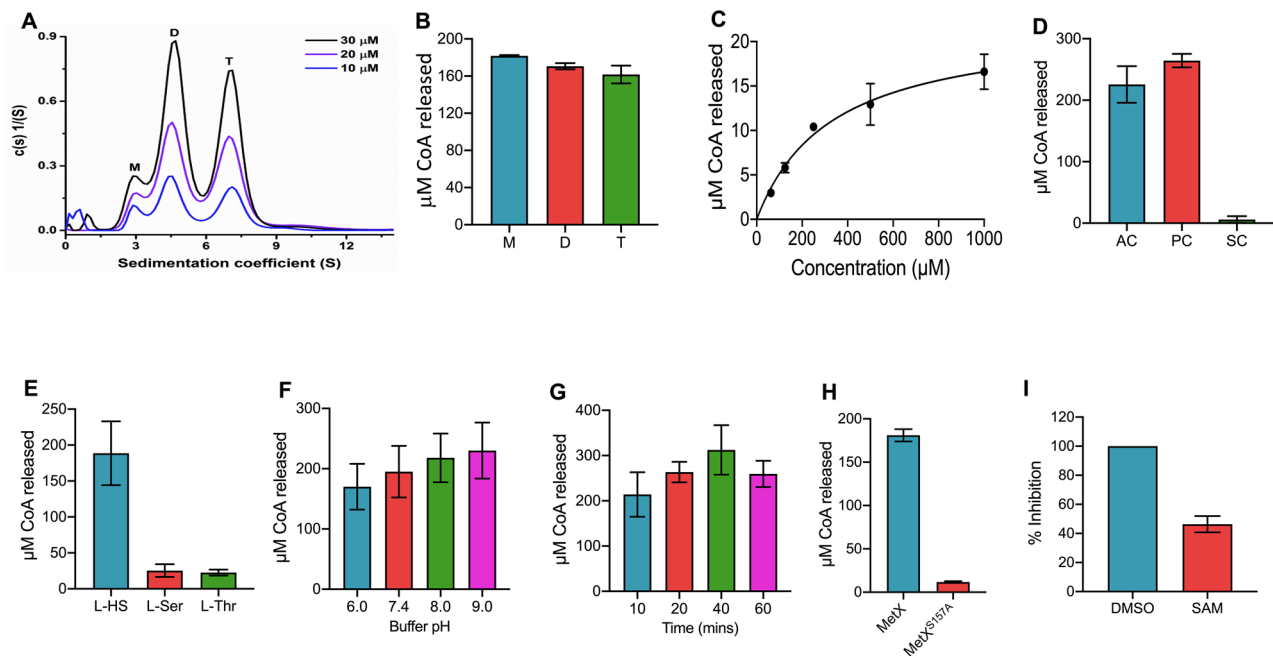 A
D
T
M
30 µM
20 µM
10 µM
c(s) 1/(S)
0.9
0.6
0.3
0.0
0 3 6 9 12
Sedimentation coefficient (S)
B
µM CoA released
200
160
120
80
40
0
M D T
C
µM CoA released
20
15
10
5
0
0 200 400 600 800 1000
Concentration (µM)
D
µM CoA released
300
200
100
0
AC PC SC
E
µM CoA released
250
200
150
100
50
0
L-HS L-Ser L-Thr
F
µM CoA released
300
200
100
0
6.0 7.4 8.0 9.0
Buffer pH
G
µM CoA released
400
300
200
100
0
10 20 40 60
Time (mins)
H
µM CoA released
200
150
100
50
0
MetX MetX^S157A
I
% Inhibition
120
100
80
60
40
20
0
DMSO SAM